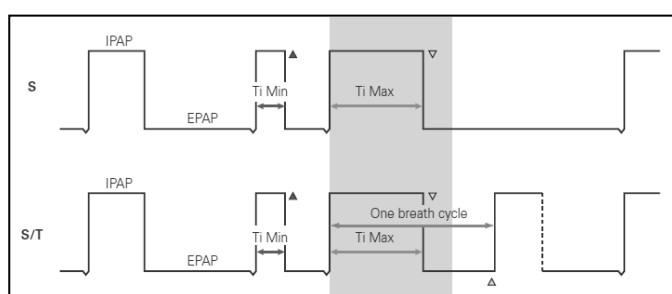 IPAP
S
Ti Min
Ti Max
EPAP
IPAP
One breath cycle
S/T
Ti Min
Ti Max
EPAP